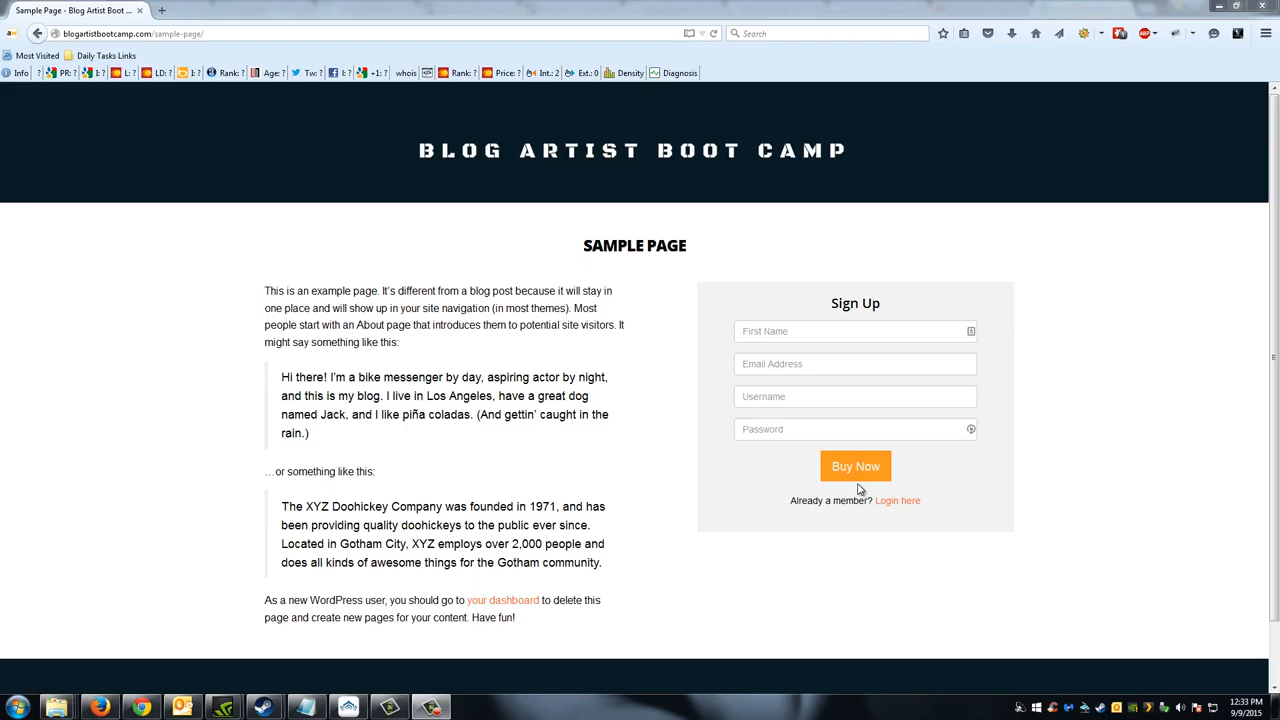 Sample Page - Blog Artist Boot ...
blogartistbootcamp.com/sample-page/
Search
Most Visited
Daily Tasks Links
Info ? PR: ? I: ? L: ? LD: ? I: ? Rank: ? Age: ? Tw: ? I: ? +1: ? whois Rank: ? Price: ? Int.: 2 Ext.: 0 Density Diagnosis
BLOG ARTIST BOOT CAMP
SAMPLE PAGE
This is an example page. It's different from a blog post because it will stay in
one place and will show up in your site navigation (in most themes). Most
people start with an About page that introduces them to potential site visitors. It
might say something like this:
Hi there! I'm a bike messenger by day, aspiring actor by night,
and this is my blog. I live in Los Angeles, have a great dog
named Jack, and I like piña coladas. (And gettin' caught in the
rain.)
…or something like this:
The XYZ Doohickey Company was founded in 1971, and has
been providing quality doohickeys to the public ever since.
Located in Gotham City, XYZ employs over 2,000 people and
does all kinds of awesome things for the Gotham community.
As a new WordPress user, you should go to your dashboard to delete this
page and create new pages for your content. Have fun!
Sign Up
First Name
Email Address
Username
Password
Buy Now
Already a member? Login here
12:33 PM
9/9/2015